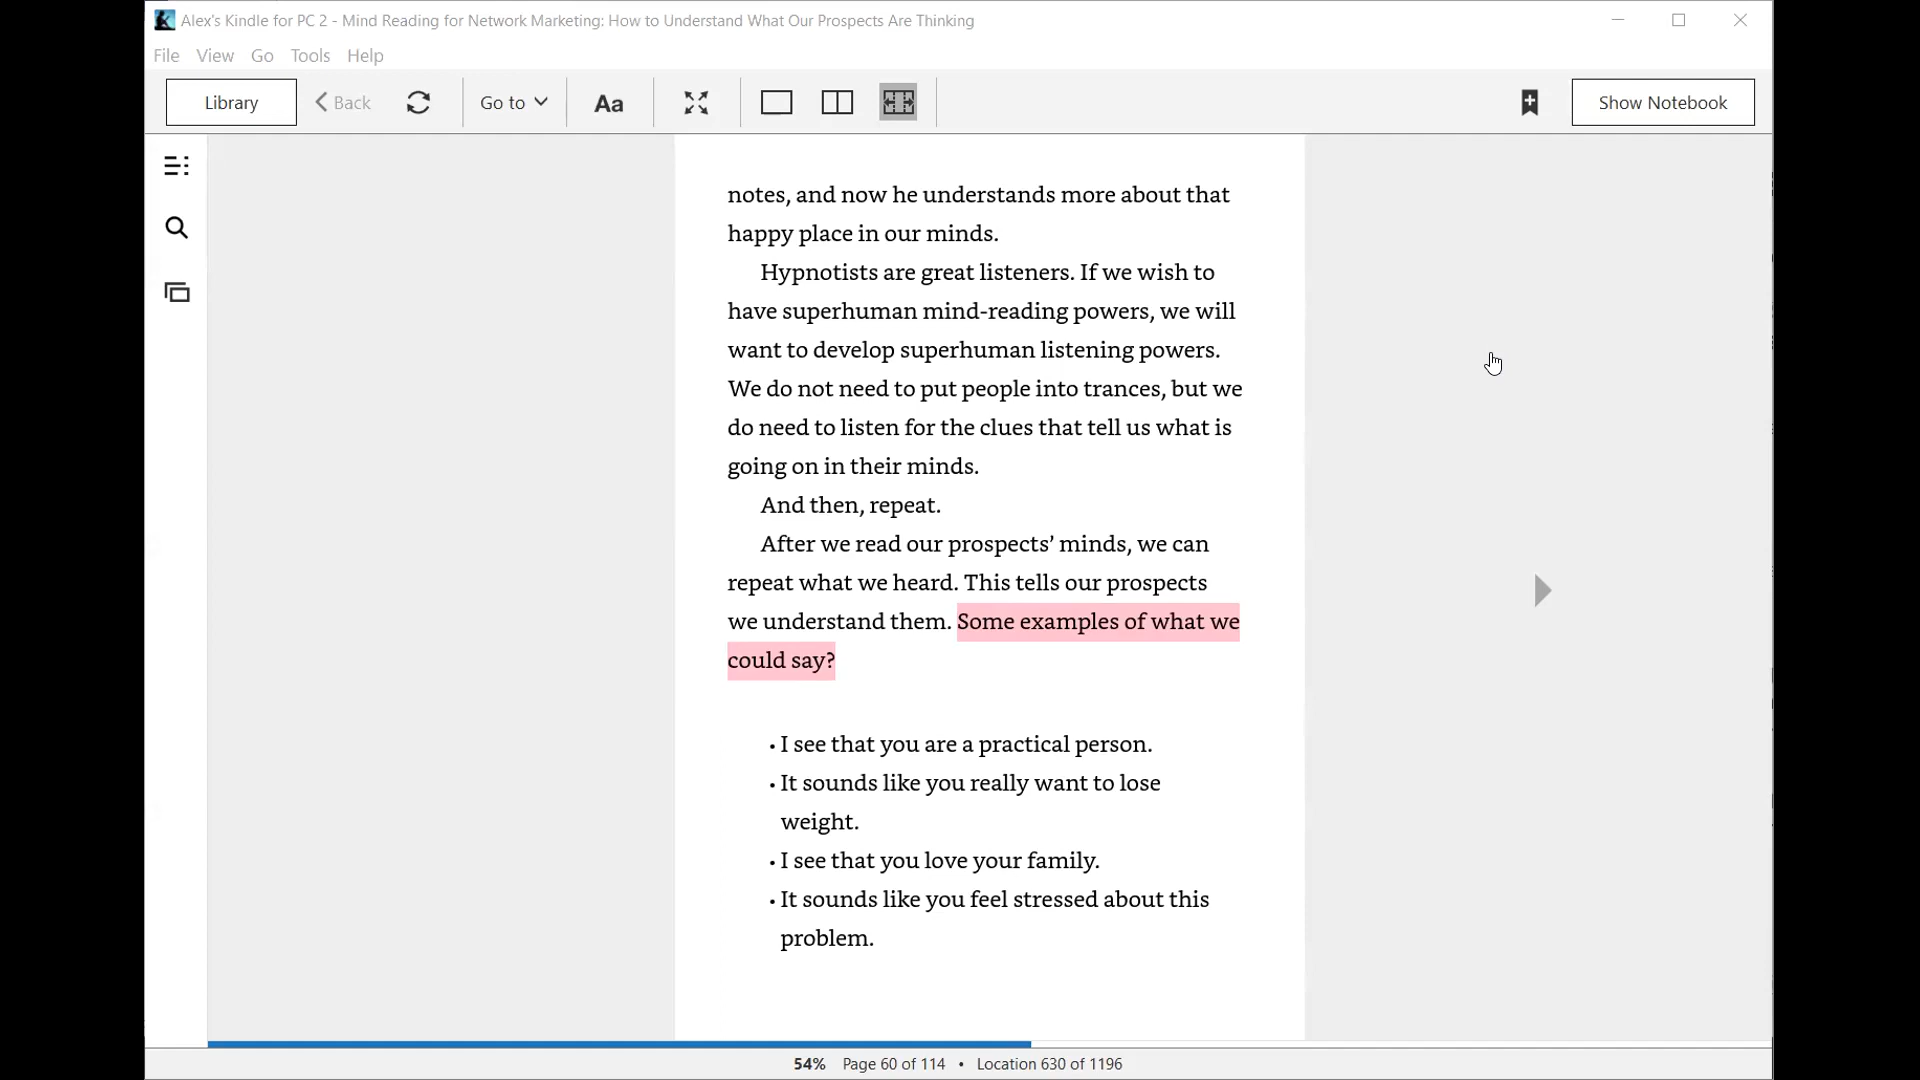 Alex's Kindle for PC 2 - Mind Reading for Network Marketing: How to Understand What Our Prospects Are Thinking
File View Go Tools Help
Library Back Go to Aa Show Notebook
notes, and now he understands more about that
happy place in our minds.
Hypnotists are great listeners. If we wish to
have superhuman mind-reading powers, we will
want to develop superhuman listening powers.
We do not need to put people into trances, but we
do need to listen for the clues that tell us what is
going on in their minds.
And then, repeat.
After we read our prospects’ minds, we can
repeat what we heard. This tells our prospects
we understand them. Some examples of what we
could say?
• I see that you are a practical person.
• It sounds like you really want to lose
weight.
• I see that you love your family.
• It sounds like you feel stressed about this
problem.
54% Page 60 of 114 • Location 630 of 1196